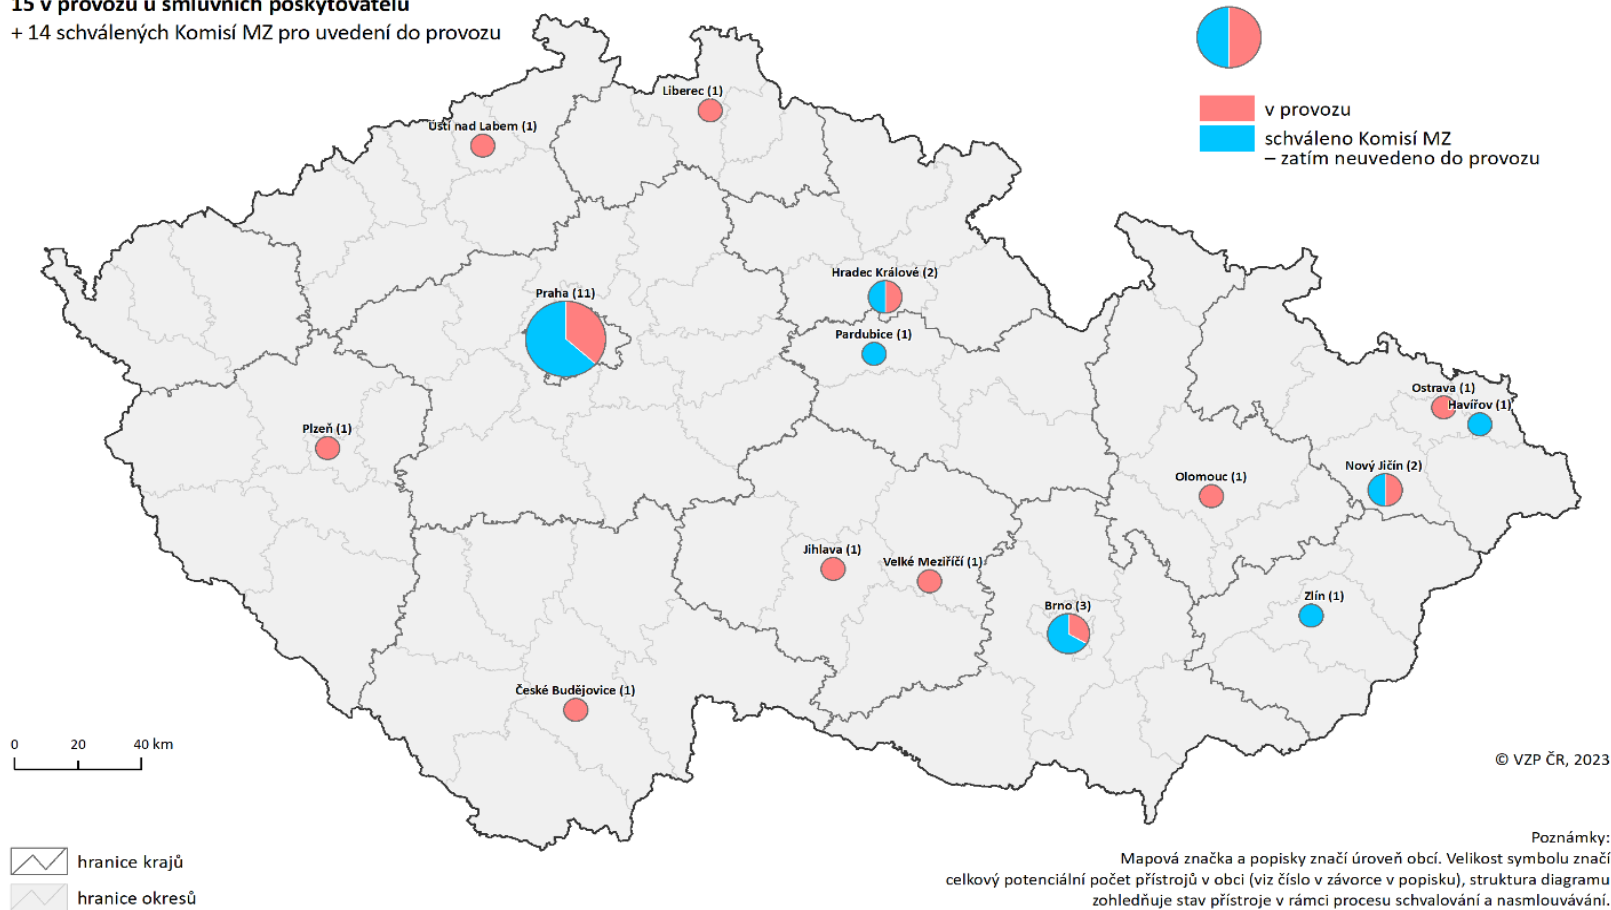 15 v provozu u smluvních poskytovatelů
+ 14 schválených Komisí MZ pro uvedení do provozu
v provozu
schváleno Komisí MZ
– zatím neuvedeno do provozu
Liberec (1)
Ústí nad Labem (1)
Hradec Králové (2)
Praha (11)
Pardubice (1)
Ostrava (1)
Havířov (1)
Plzeň (1)
Nový Jičín (2)
Olomouc (1)
Jihlava (1)
Velké Meziříčí (1)
Zlín (1)
Brno (3)
České Budějovice (1)
0 20 40 km
© VZP ČR, 2023
hranice krajů
hranice okresů
Poznámky:
Mapová značka a popisky značí úroveň obcí. Velikost symbolu značí
celkový potenciální počet přístrojů v obci (viz číslo v závorce v popisku), struktura diagramu
zohledňuje stav přístroje v rámci procesu schvalování a nasmlouvávání.